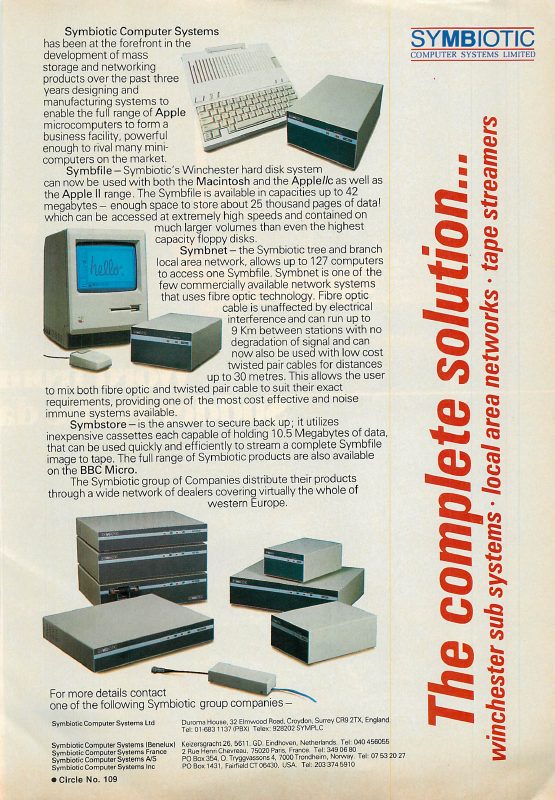 Symbiotic Computer Systems
has been at the forefront in the
development of mass
storage and networking
products over the past three
years designing and
manufacturing systems to
enable the full range of Apple
microcomputers to form a
business facility, powerful
enough to rival many mini-
computers on the market.
Symbfile – Symbiotic's Winchester hard disk system
can now be used with both the Macintosh and the Apple//c as well as
the Apple II range. The Symbfile is available in capacities up to 42
megabytes – enough space to store about 25 thousand pages of data!
which can be accessed at extremely high speeds and contained on
much larger volumes than even the highest
capacity floppy disks.
Symbnet – the Symbiotic tree and branch
local area network, allows up to 127 computers
to access one Symbfile. Symbnet is one of the
few commercially available network systems
that uses fibre optic technology. Fibre optic
cable is unaffected by electrical
interference and can run up to
9 Km between stations with no
degradation of signal and can
now also be used with low cost
twisted pair cables for distances
up to 30 metres. This allows the user
to mix both fibre optic and twisted pair cable to suit their exact
requirements, providing one of the most cost effective and noise
immune systems available.
Symbstore – is the answer to secure back up; it utilizes
inexpensive cassettes each capable of holding 10.5 Megabytes of data,
that can be used quickly and efficiently to stream a complete Symbfile
image to tape. The full range of Symbiotic products are also available
on the BBC Micro.
The Symbiotic group of Companies distribute their products
through a wide network of dealers covering virtually the whole of
western Europe.
hello.
For more details contact
one of the following Symbiotic group companies –
Symbiotic Computer Systems Ltd Duroma House, 32 Elmwood Road, Croydon, Surrey CR9 2TX, England.
Tel: 01-683 1137 (PBX) Telex: 928202 SYMPLC
Symbiotic Computer Systems (Benelux) Keizersgracht 26, 5611, GD, Eindhoven, Netherlands. Tel: 040 456055
Symbiotic Computer Systems France 2 Rue Henri Chevreau, 75020 Paris, France. Tel: 349 06 80
Symbiotic Computer Systems A/S PO Box 354, O. Tryggvassons 4, 7000 Trondheim, Norway. Tel: 07 53 20 27
Symbiotic Computer Systems Inc PO Box 1431, Fairfield CT 06430, USA. Tel: 203 374 5910
● Circle No. 109
SYMBIOTIC
COMPUTER SYSTEMS LIMITED
The complete solution...
winchester sub systems · local area networks · tape streamers